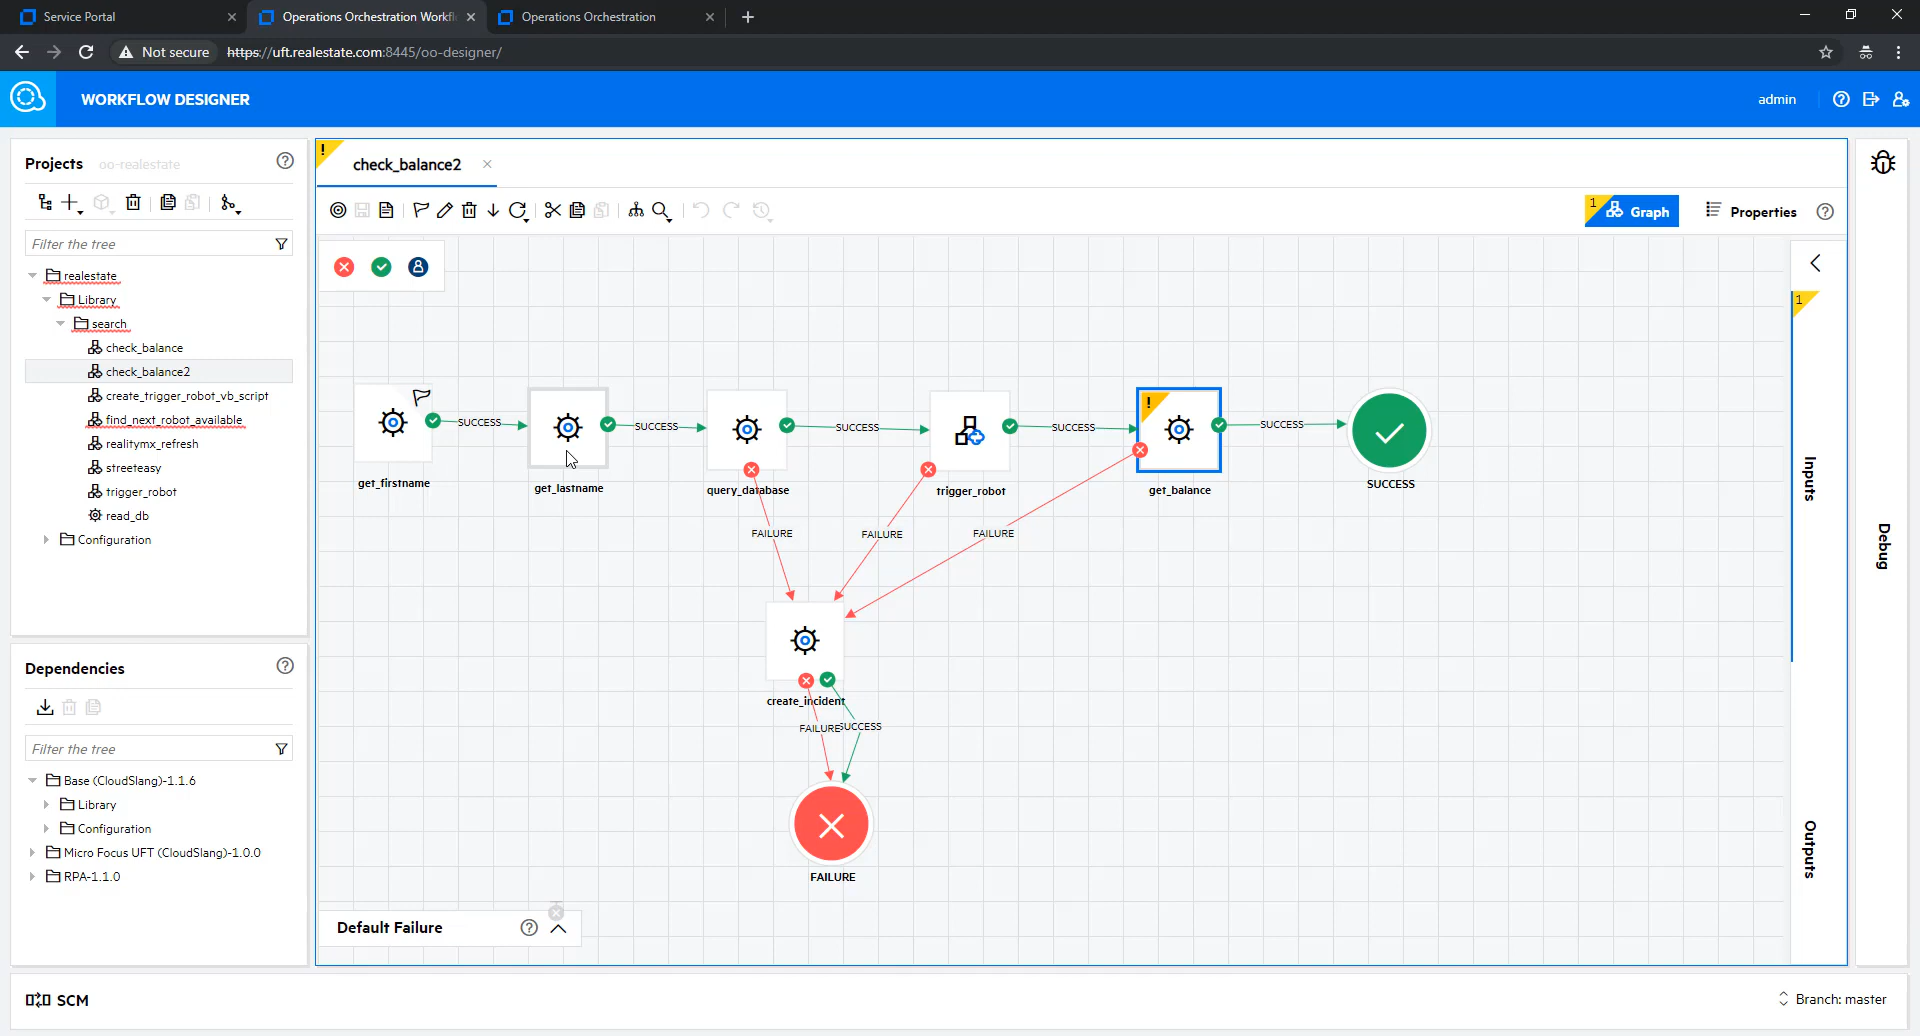 Service Portal
Operations Orchestration Workfl
Operations Orchestration
Not secure
https://uft.realestate.com:8445/oo-designer/
WORKFLOW DESIGNER
admin
Projects oo-realestate
check_balance2
1 Graph
Properties
Filter the tree
realestate
Library
search
check_balance
check_balance2
create_trigger_robot_vb_script
find_next_robot_available
realitymx_refresh
streeteasy
trigger_robot
read_db
Configuration
Dependencies
Filter the tree
Base (CloudSlang)-1.1.6
Library
Configuration
Micro Focus UFT (CloudSlang)-1.0.0
RPA-1.1.0
SUCCESS
SUCCESS
SUCCESS
SUCCESS
SUCCESS
get_firstname
get_lastname
query_database
trigger_robot
get_balance
SUCCESS
FAILURE
FAILURE
FAILURE
create_incident
FAILURE
SUCCESS
FAILURE
Default Failure
1
Inputs
Outputs
Debug
SCM
Branch: master